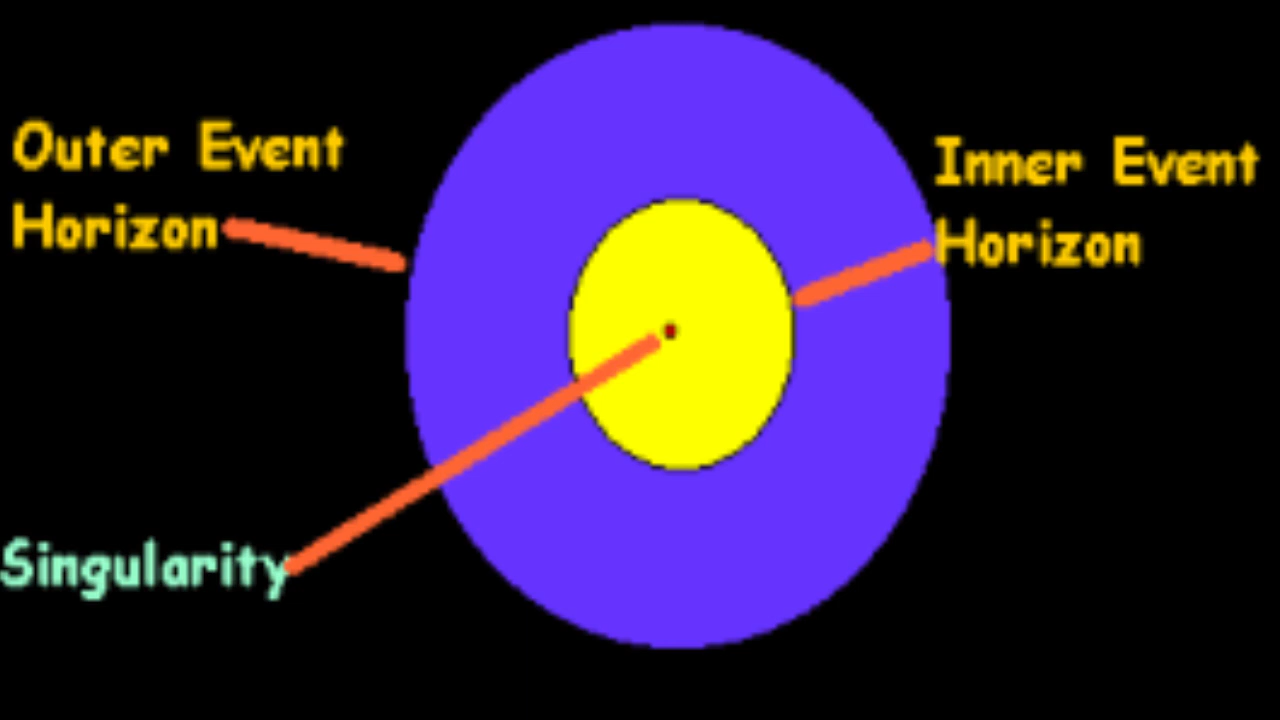 Outer Event
Horizon
Inner Event
Horizon
Singularity